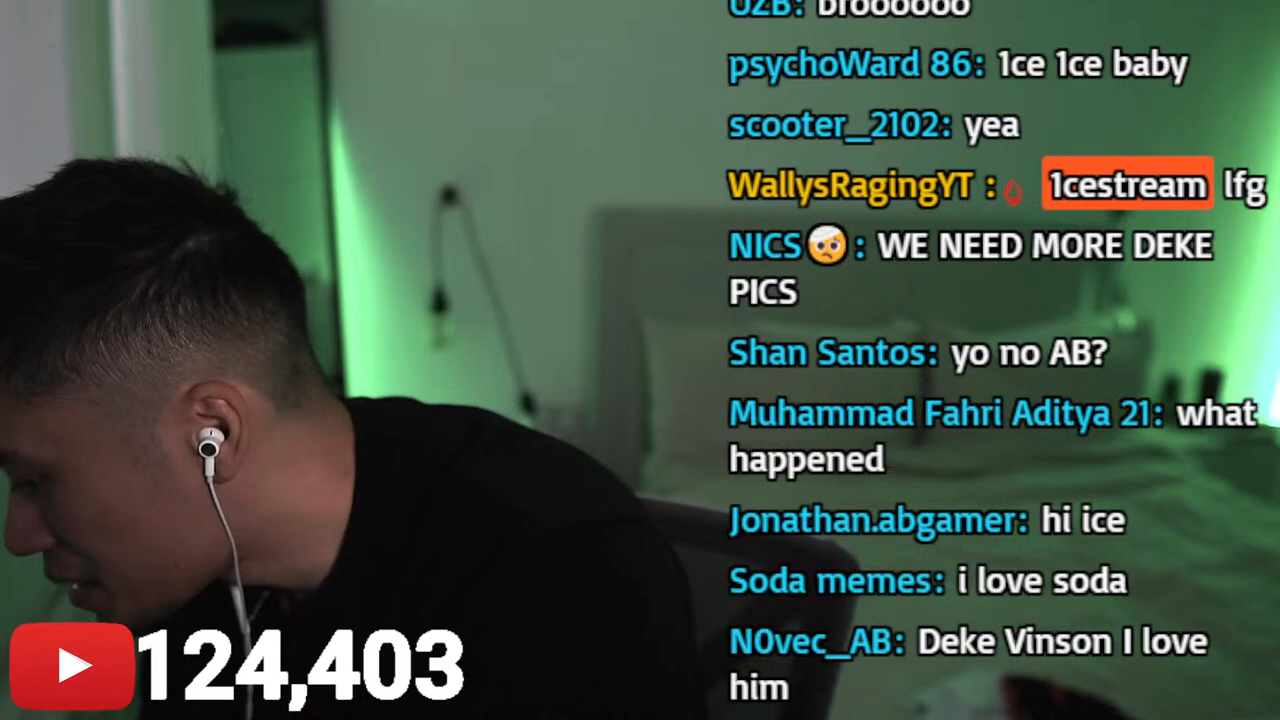 UZB: broooooo
psychoWard 86: 1ce 1ce baby
scooter_2102: yea
WallysRagingYT : 1cestream lfg
NICS🤕: WE NEED MORE DEKE
PICS
Shan Santos: yo no AB?
Muhammad Fahri Aditya 21: what
happened
Jonathan.abgamer: hi ice
Soda memes: i love soda
N0vec_AB: Deke Vinson I love
him
124,403